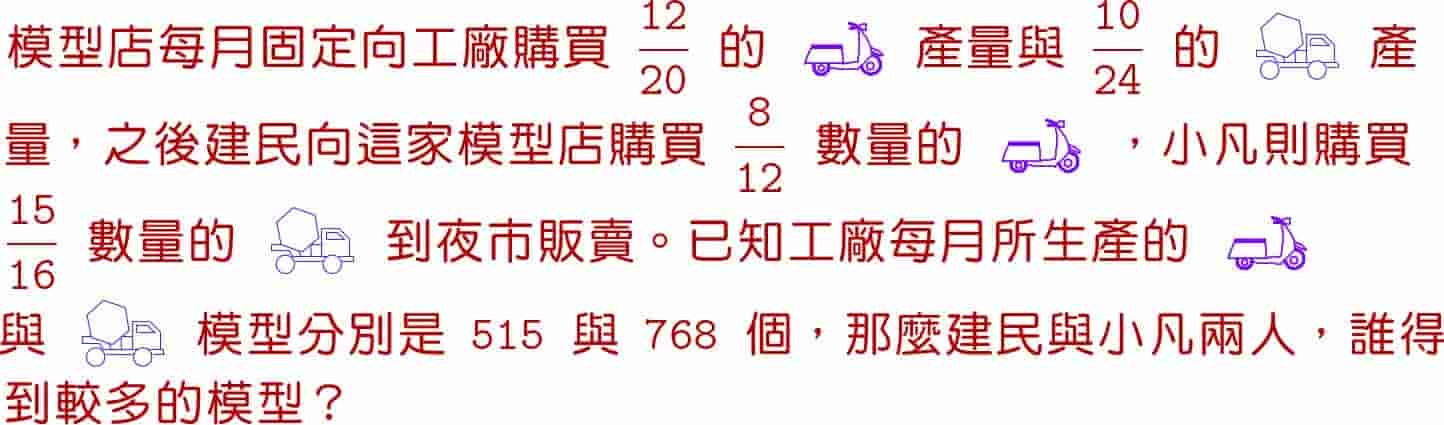 模型店每月固定向工廠購買 12/20 的 產量與 10/24 的 產
量，之後建民向這家模型店購買 8/12 數量的 ，小凡則購買
15/16 數量的 到夜市販賣。已知工廠每月所生產的
與 模型分別是 515 與 768 個，那麼建民與小凡兩人，誰得
到較多的模型？